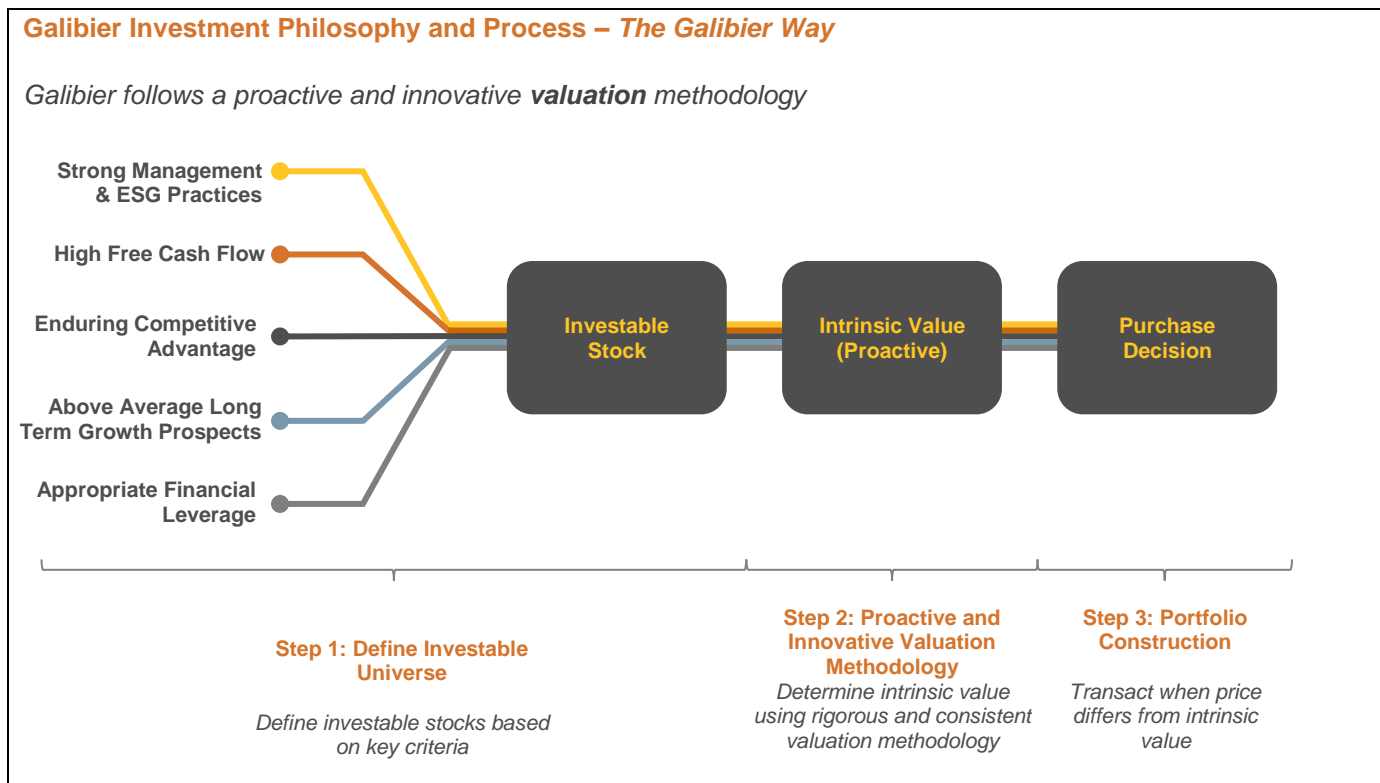 Galibier Investment Philosophy and Process – The Galibier Way
Galibier follows a proactive and innovative valuation methodology
Strong Management
& ESG Practices
High Free Cash Flow
Enduring Competitive
Advantage
Above Average Long
Term Growth Prospects
Appropriate Financial
Leverage
Investable
Stock
Intrinsic Value
(Proactive)
Purchase
Decision
Step 1: Define Investable
Universe
Define investable stocks based
on key criteria
Step 2: Proactive and
Innovative Valuation
Methodology
Determine intrinsic value
using rigorous and consistent
valuation methodology
Step 3: Portfolio
Construction
Transact when price
differs from intrinsic
value